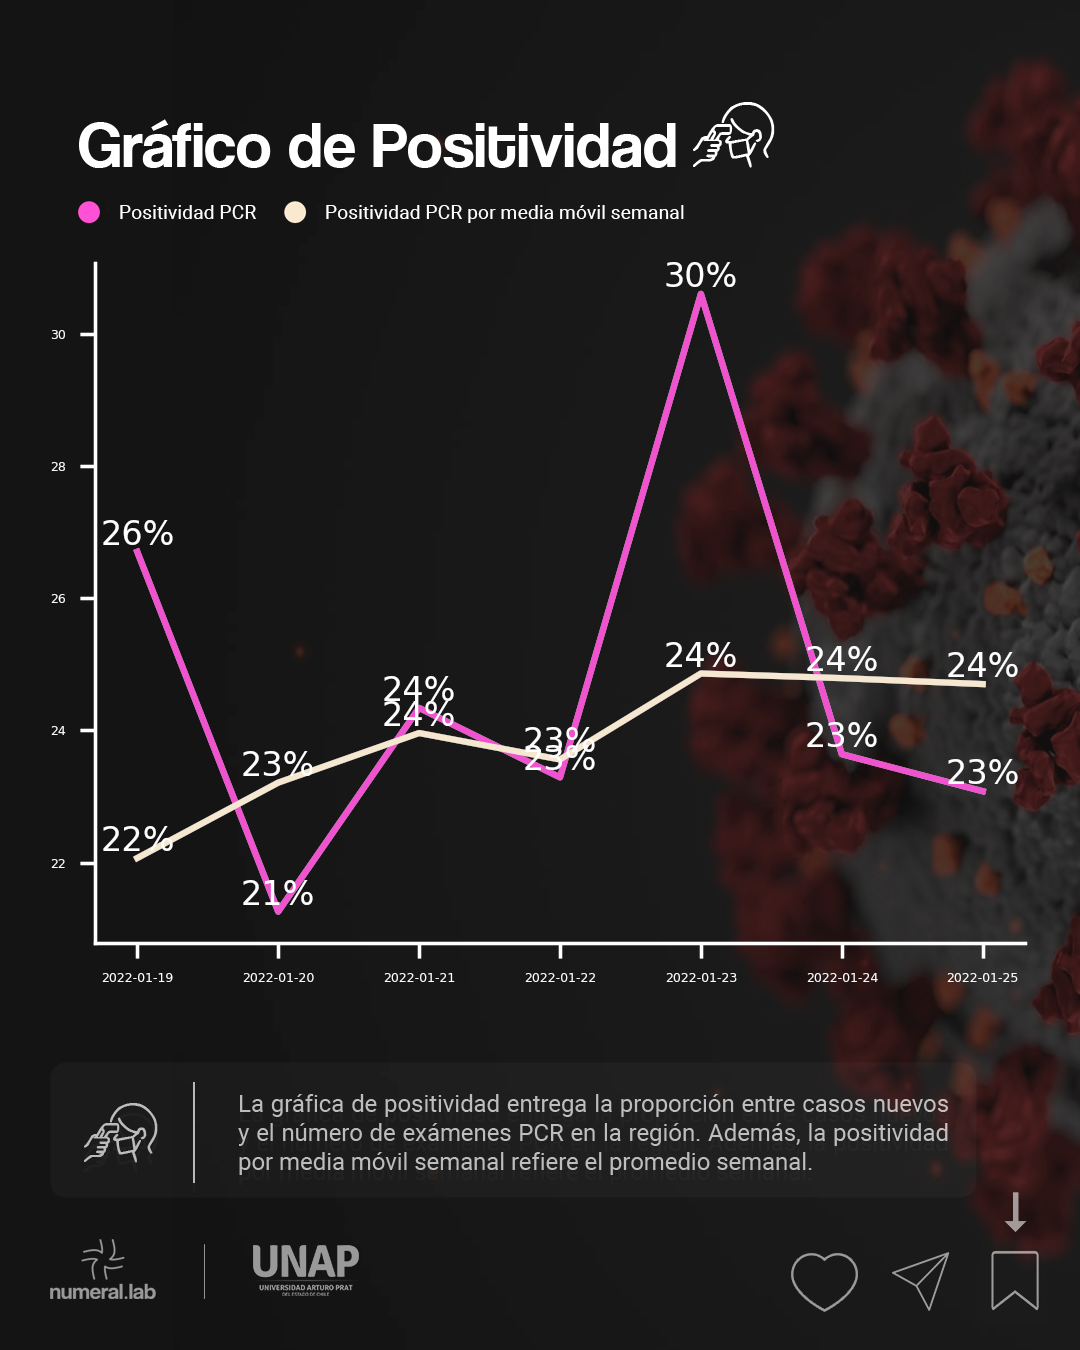 Gráfico de Positividad
Positividad PCR
Positividad PCR por media móvil semanal
30%
30
28
26%
26
24%
24%
24%
24%
24%
24
23%
23%
23%
23%
23%
22%
22
21%
2022-01-19
2022-01-20
2022-01-21
2022-01-22
2022-01-23
2022-01-24
2022-01-25
La gráfica de positividad entrega la proporción entre casos nuevos
y el número de exámenes PCR en la región. Además, la positividad
por media móvil semanal refiere el promedio semanal.
numeral.lab
UNAP
UNIVERSIDAD ARTURO PRAT
DEL ESTADO DE CHILE